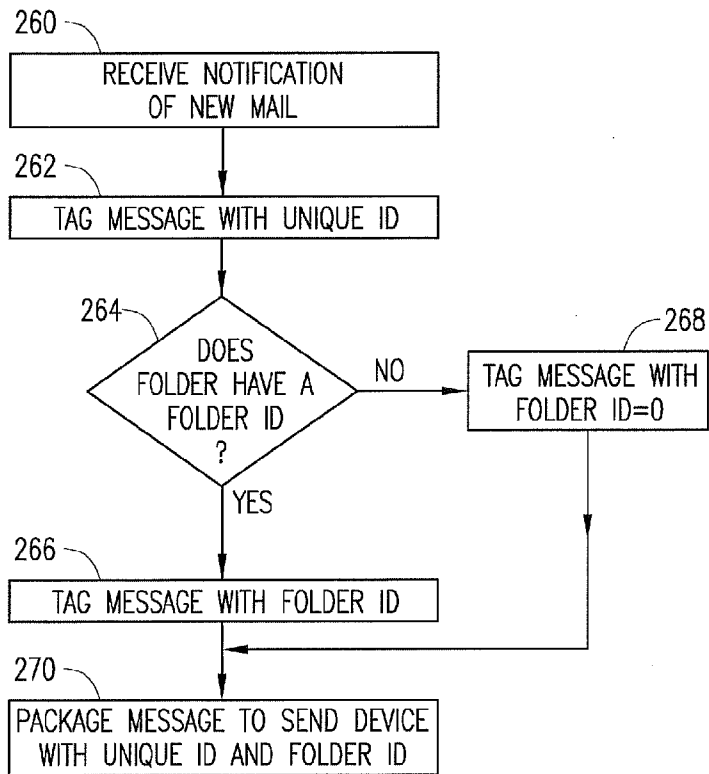 260
RECEIVE NOTIFICATION
OF NEW MAIL
262
TAG MESSAGE WITH UNIQUE ID
264
DOES
FOLDER HAVE A
FOLDER ID
?
NO
268
TAG MESSAGE WITH
FOLDER ID=0
YES
266
TAG MESSAGE WITH FOLDER ID
270
PACKAGE MESSAGE TO SEND DEVICE
WITH UNIQUE ID AND FOLDER ID